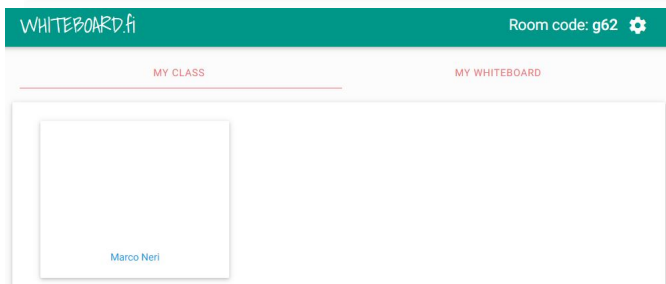 WHITEBOARD.fi Room code: g62
MY CLASS MY WHITEBOARD
Marco Neri